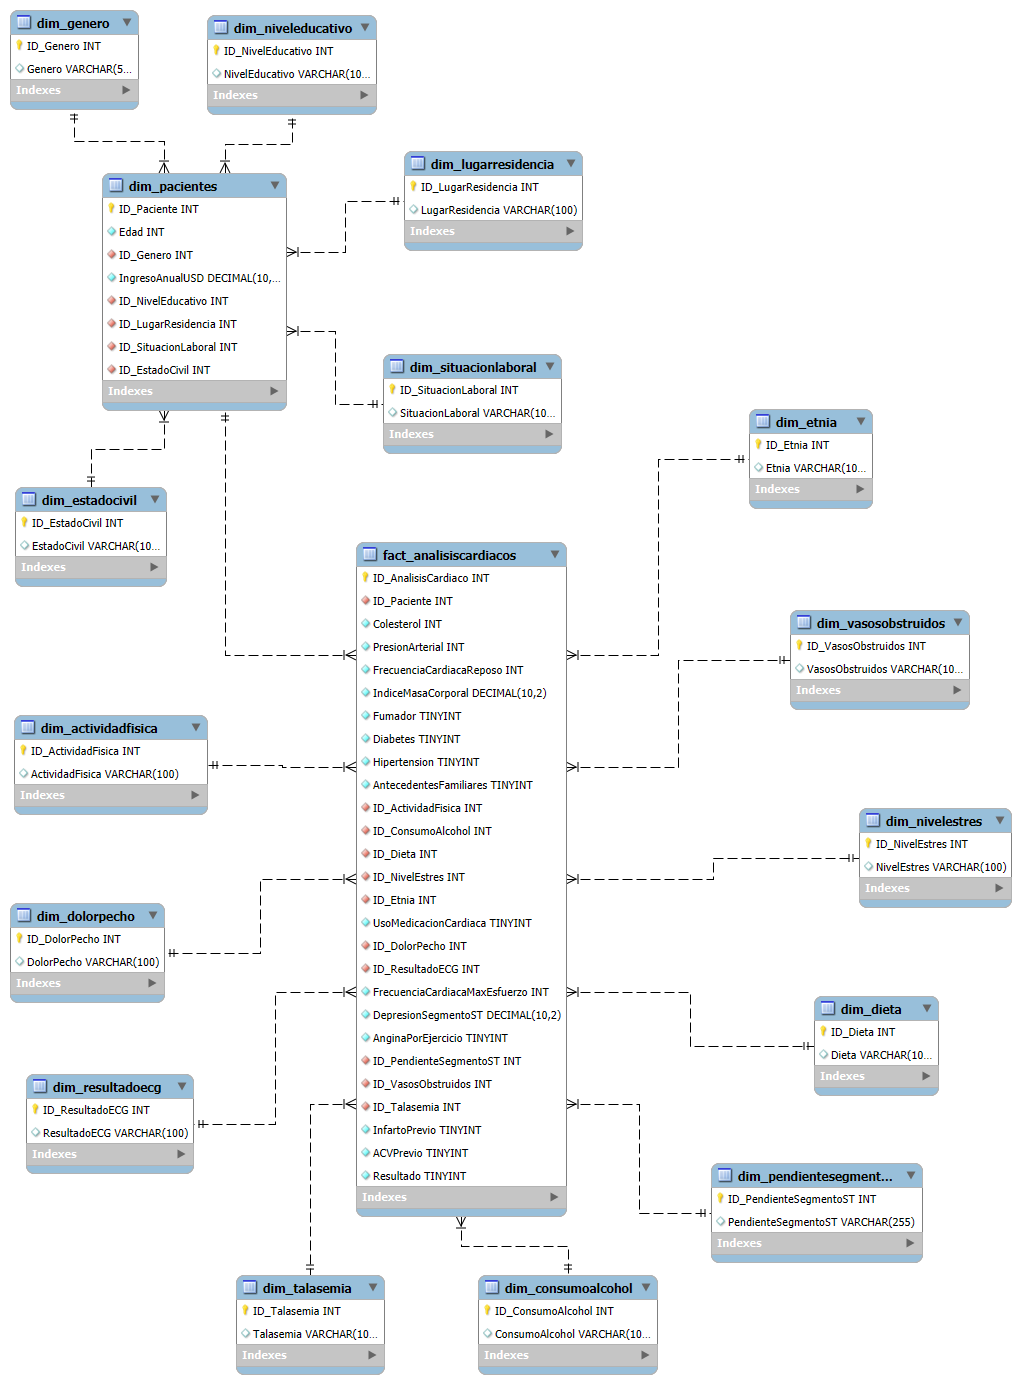 dim_genero
ID_Genero INT
Genero VARCHAR(5...
Indexes
dim_niveleducativo
ID_NivelEducativo INT
NivelEducativo VARCHAR(10...
Indexes
dim_lugarresidencia
ID_LugarResidencia INT
LugarResidencia VARCHAR(100)
Indexes
dim_pacientes
ID_Paciente INT
Edad INT
ID_Genero INT
IngresoAnualUSD DECIMAL(10,...
ID_NivelEducativo INT
ID_LugarResidencia INT
ID_SituacionLaboral INT
ID_EstadoCivil INT
Indexes
dim_situacionlaboral
ID_SituacionLaboral INT
SituacionLaboral VARCHAR(10...
Indexes
dim_etnia
ID_Etnia INT
Etnia VARCHAR(10...
Indexes
dim_estadocivil
ID_EstadoCivil INT
EstadoCivil VARCHAR(10...
Indexes
fact_analisiscardiacos
ID_AnalisisCardiaco INT
ID_Paciente INT
Colesterol INT
PresionArterial INT
FrecuenciaCardiacaReposo INT
IndiceMasaCorporal DECIMAL(10,2)
Fumador TINYINT
Diabetes TINYINT
Hipertension TINYINT
AntecedentesFamiliares TINYINT
ID_ActividadFisica INT
ID_ConsumoAlcohol INT
ID_Dieta INT
ID_NivelEstres INT
ID_Etnia INT
UsoMedicacionCardiaca TINYINT
ID_DolorPecho INT
ID_ResultadoECG INT
FrecuenciaCardiacaMaxEsfuerzo INT
DepresionSegmentoST DECIMAL(10,2)
AnginaPorEjercicio TINYINT
ID_PendienteSegmentoST INT
ID_VasosObstruidos INT
ID_Talasemia INT
InfartoPrevio TINYINT
ACVPrevio TINYINT
Resultado TINYINT
Indexes
dim_vasosobstruidos
ID_VasosObstruidos INT
VasosObstruidos VARCHAR(10...
Indexes
dim_actividadfisica
ID_ActividadFisica INT
ActividadFisica VARCHAR(100)
Indexes
dim_nivelestres
ID_NivelEstres INT
NivelEstres VARCHAR(100)
Indexes
dim_dolorpecho
ID_DolorPecho INT
DolorPecho VARCHAR(100)
Indexes
dim_dieta
ID_Dieta INT
Dieta VARCHAR(10...
Indexes
dim_resultadoecg
ID_ResultadoECG INT
ResultadoECG VARCHAR(100)
Indexes
dim_pendientesegment...
ID_PendienteSegmentoST INT
PendienteSegmentoST VARCHAR(255)
Indexes
dim_talasemia
ID_Talasemia INT
Talasemia VARCHAR(10...
Indexes
dim_consumoalcohol
ID_ConsumoAlcohol INT
ConsumoAlcohol VARCHAR(10...
Indexes